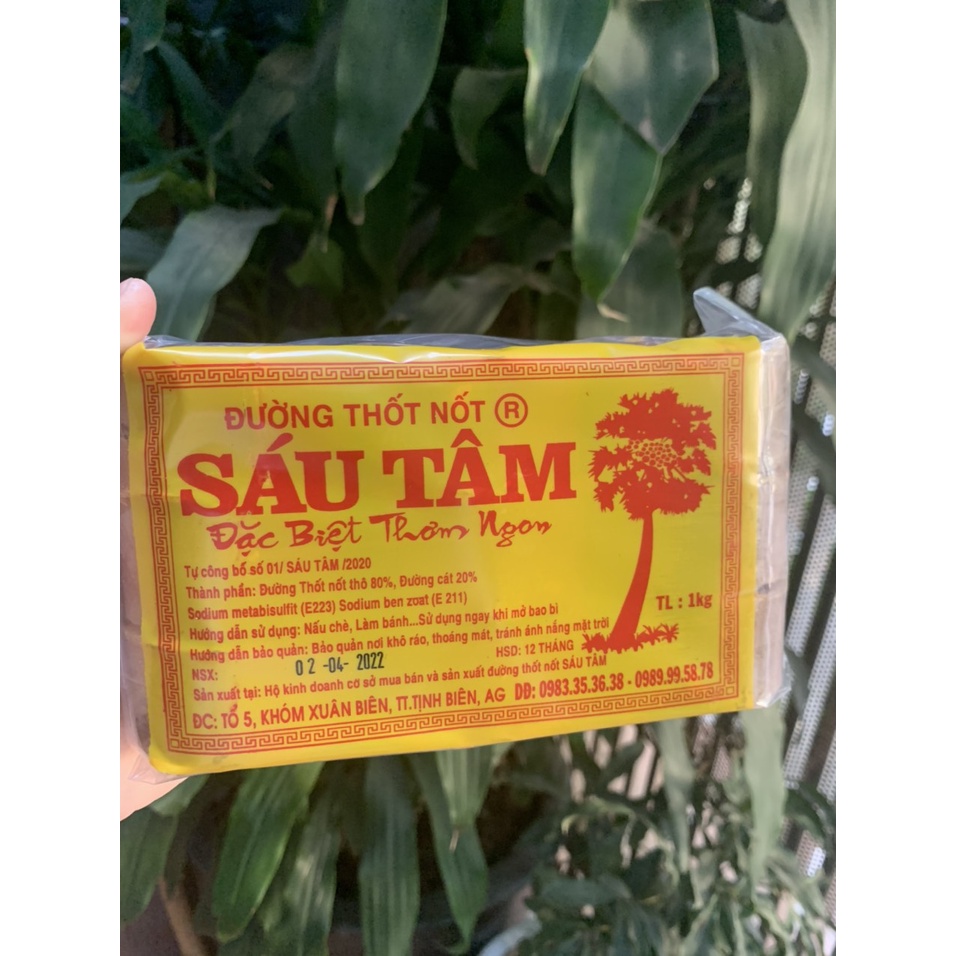 ĐƯỜNG THỐT NỐT ®
SÁU TÂM
Đặc Biệt Thơm Ngon
Tự công bố số 01/ SÁU TÂM /2020
Thành phần: Đường Thốt nốt thô 80%, Đường cát 20%
Sodium metabisulfit (E223) Sodium ben zoat (E 211)
TL : 1kg
Hướng dẫn sử dụng: Nấu chè, Làm bánh...Sử dụng ngay khi mở bao bì
Hướng dẫn bảo quản: Bảo quản nơi khô ráo, thoáng mát, tránh ánh nắng mặt trời
NSX: 02 -04- 2022 HSD: 12 THÁNG
Sản xuất tại: Hộ kinh doanh cơ sở mua bán và sản xuất đường thốt nốt SÁU TÂM
ĐC: TỔ 5, KHÓM XUÂN BIÊN, TT.TỊNH BIÊN, AG DĐ: 0983.35.36.38 - 0989.99.58.78